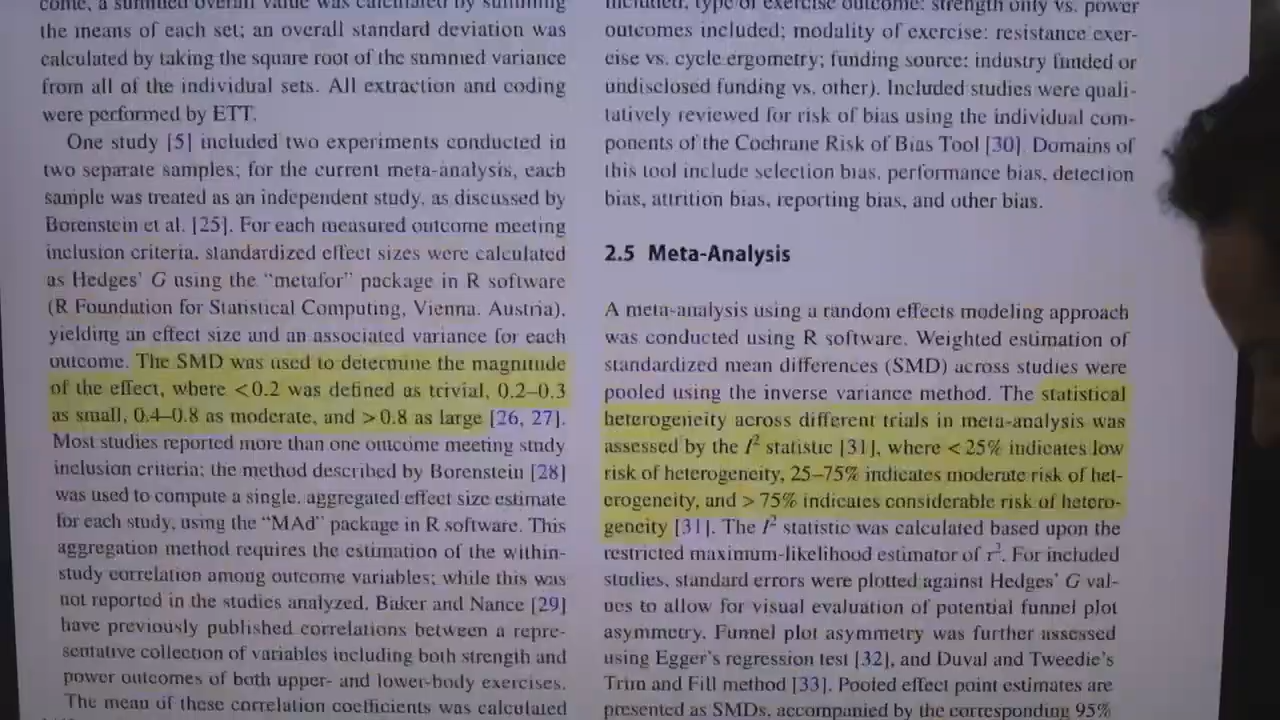 come, a summed overall value was calculated by summing
the means of each set; an overall standard deviation was
calculated by taking the square root of the summed variance
from all of the individual sets. All extraction and coding
were performed by ETT.
One study [5] included two experiments conducted in
two separate samples; for the current meta-analysis, each
sample was treated as an independent study, as discussed by
Borenstein et al. [25]. For each measured outcome meeting
inclusion criteria, standardized effect sizes were calculated
as Hedges' G using the “metafor” package in R software
(R Foundation for Statistical Computing, Vienna, Austria),
yielding an effect size and an associated variance for each
outcome. The SMD was used to determine the magnitude
of the effect, where <0.2 was defined as trivial, 0.2–0.3
as small, 0.4–0.8 as moderate, and >0.8 as large [26, 27].
Most studies reported more than one outcome meeting study
inclusion criteria; the method described by Borenstein [28]
was used to compute a single, aggregated effect size estimate
for each study, using the “MAd” package in R software. This
aggregation method requires the estimation of the within-
study correlation among outcome variables; while this was
not reported in the studies analyzed, Baker and Nance [29]
have previously published correlations between a repre-
sentative collection of variables including both strength and
power outcomes of both upper- and lower-body exercises.
The mean of these correlation coefficients was calculated
included; type of exercise outcome: strength only vs. power
outcomes included; modality of exercise: resistance exer-
cise vs. cycle ergometry; funding source: industry funded or
undisclosed funding vs. other). Included studies were quali-
tatively reviewed for risk of bias using the individual com-
ponents of the Cochrane Risk of Bias Tool [30]. Domains of
this tool include selection bias, performance bias, detection
bias, attrition bias, reporting bias, and other bias.
2.5 Meta-Analysis
A meta-analysis using a random effects modeling approach
was conducted using R software. Weighted estimation of
standardized mean differences (SMD) across studies were
pooled using the inverse variance method. The statistical
heterogeneity across different trials in meta-analysis was
assessed by the I² statistic [31], where <25% indicates low
risk of heterogeneity, 25–75% indicates moderate risk of het-
erogeneity, and >75% indicates considerable risk of hetero-
geneity [31]. The I² statistic was calculated based upon the
restricted maximum-likelihood estimator of τ². For included
studies, standard errors were plotted against Hedges' G val-
ues to allow for visual evaluation of potential funnel plot
asymmetry. Funnel plot asymmetry was further assessed
using Egger's regression test [32], and Duval and Tweedie's
Trim and Fill method [33]. Pooled effect point estimates are
presented as SMDs, accompanied by the corresponding 95%